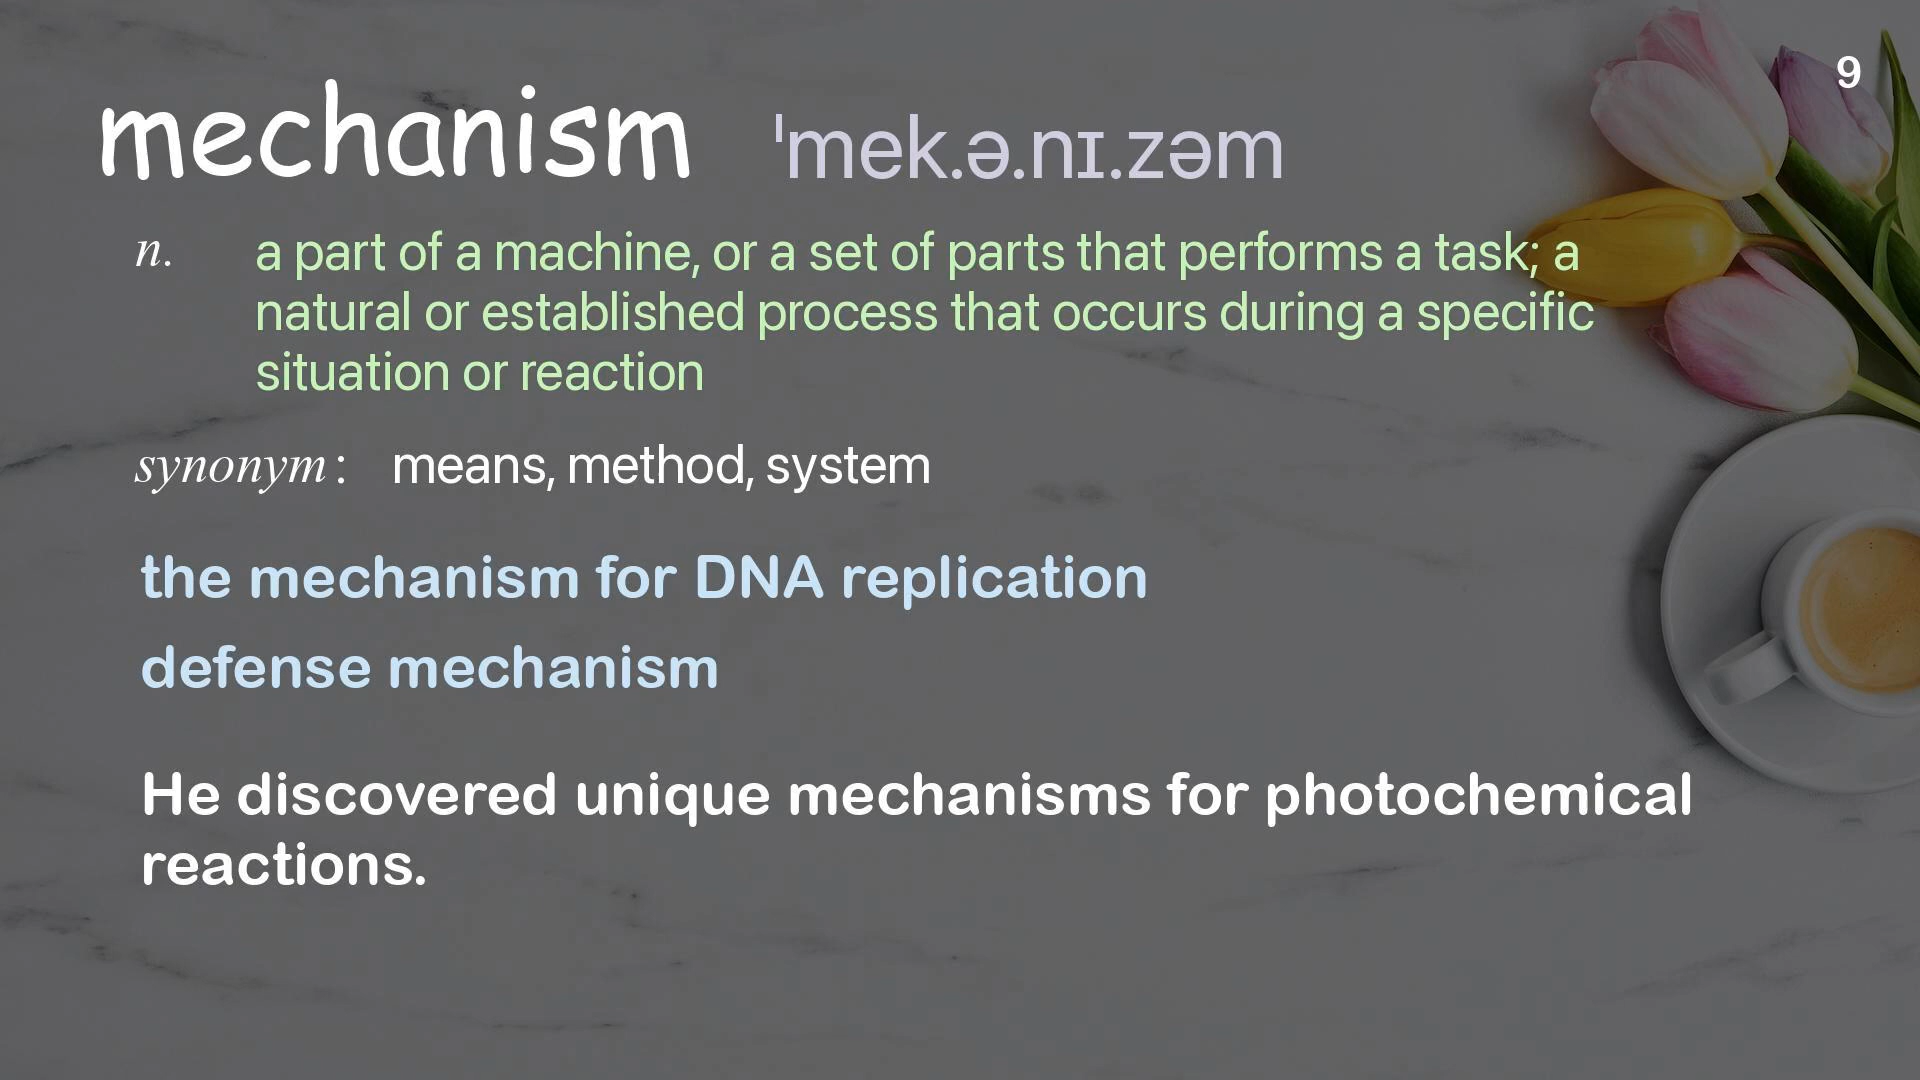 9
mechanism ˈmek.ə.nɪ.zəm
n. a part of a machine, or a set of parts that performs a task; a
natural or established process that occurs during a specific
situation or reaction
synonym : means, method, system
the mechanism for DNA replication
defense mechanism
He discovered unique mechanisms for photochemical
reactions.